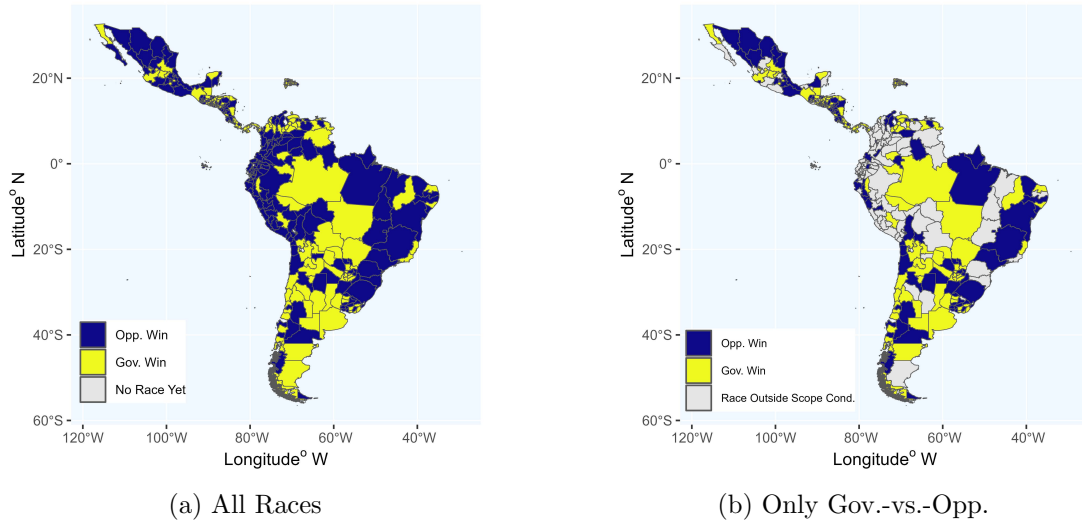 20°N
0°
20°S
40°S
60°S
Latitude° N
Opp. Win
Gov. Win
No Race Yet
120°W 100°W 80°W 60°W 40°W
Longitude° W
(a) All Races
20°N
0°
20°S
40°S
60°S
Latitude° N
Opp. Win
Gov. Win
Race Outside Scope Cond.
120°W 100°W 80°W 60°W 40°W
Longitude° W
(b) Only Gov.-vs.-Opp.